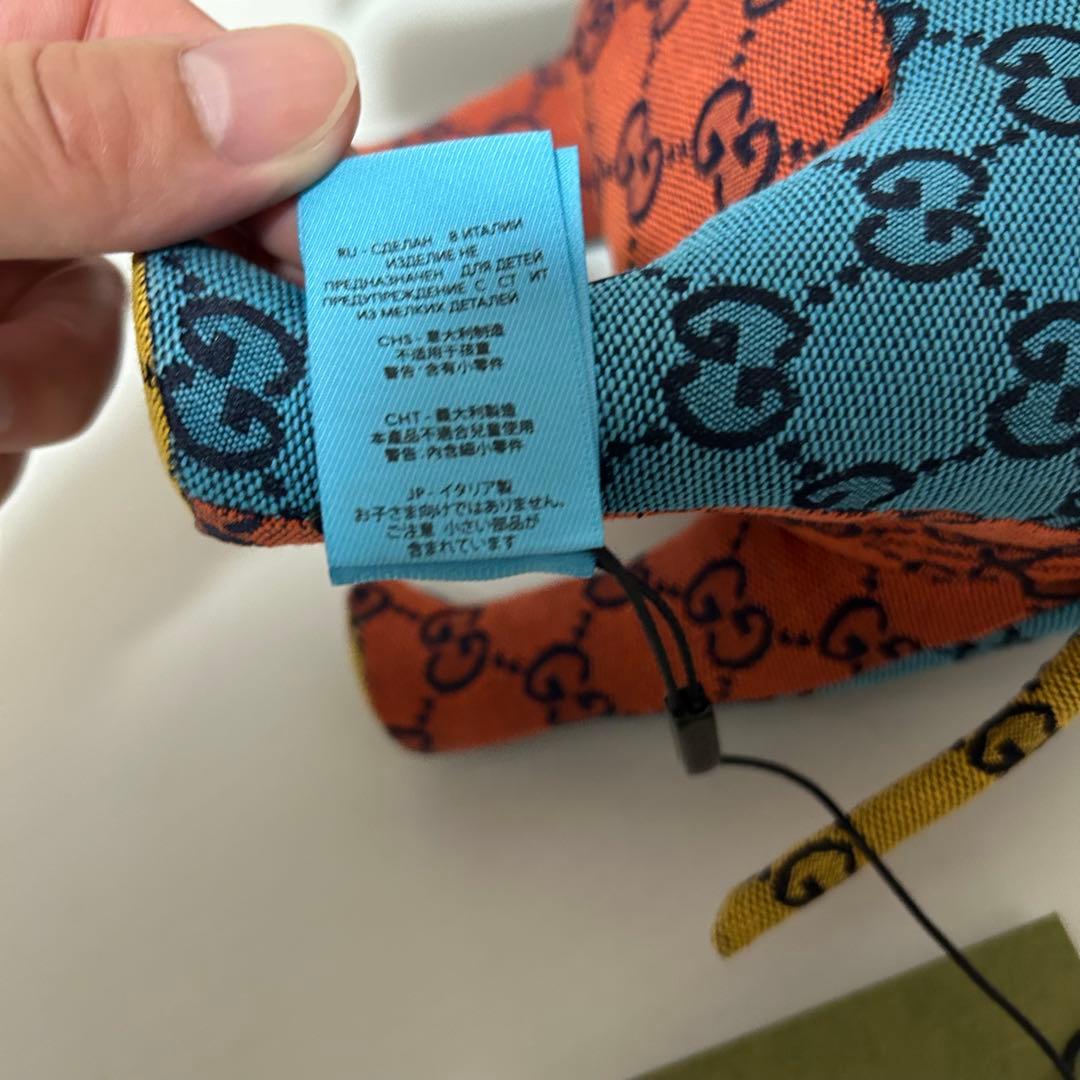 RU - СДЕЛАН В ИТАЛИИ
ИЗДЕЛИЕ НЕ
ПРЕДНАЗНАЧЕН ДЛЯ ДЕТЕЙ
ПРЕДУПРЕЖДЕНИЕ С СТ ИТ
ИЗ МЕЛКИХ ДЕТАЛЕЙ
CHS - 意大利制造
不适用于孩童
警告:含有小零件
CHT - 義大利製造
本產品不適合兒童使用
警告:內含細小零件
JP - イタリア製
お子さま向けではありません。
ご注意 小さい部品が
含まれています